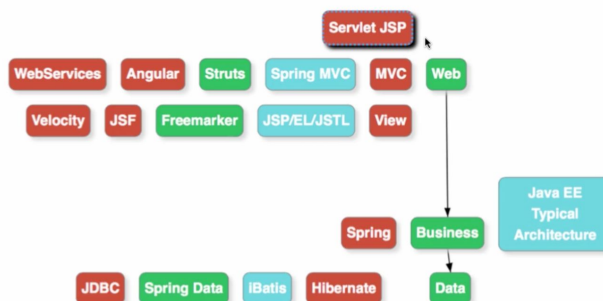 Servlet JSP
WebServices Angular Struts Spring MVC MVC Web
Velocity JSF Freemarker JSP/EL/JSTL View
Java EE
Typical
Architecture
Spring Business
JDBC Spring Data IBatis Hibernate Data